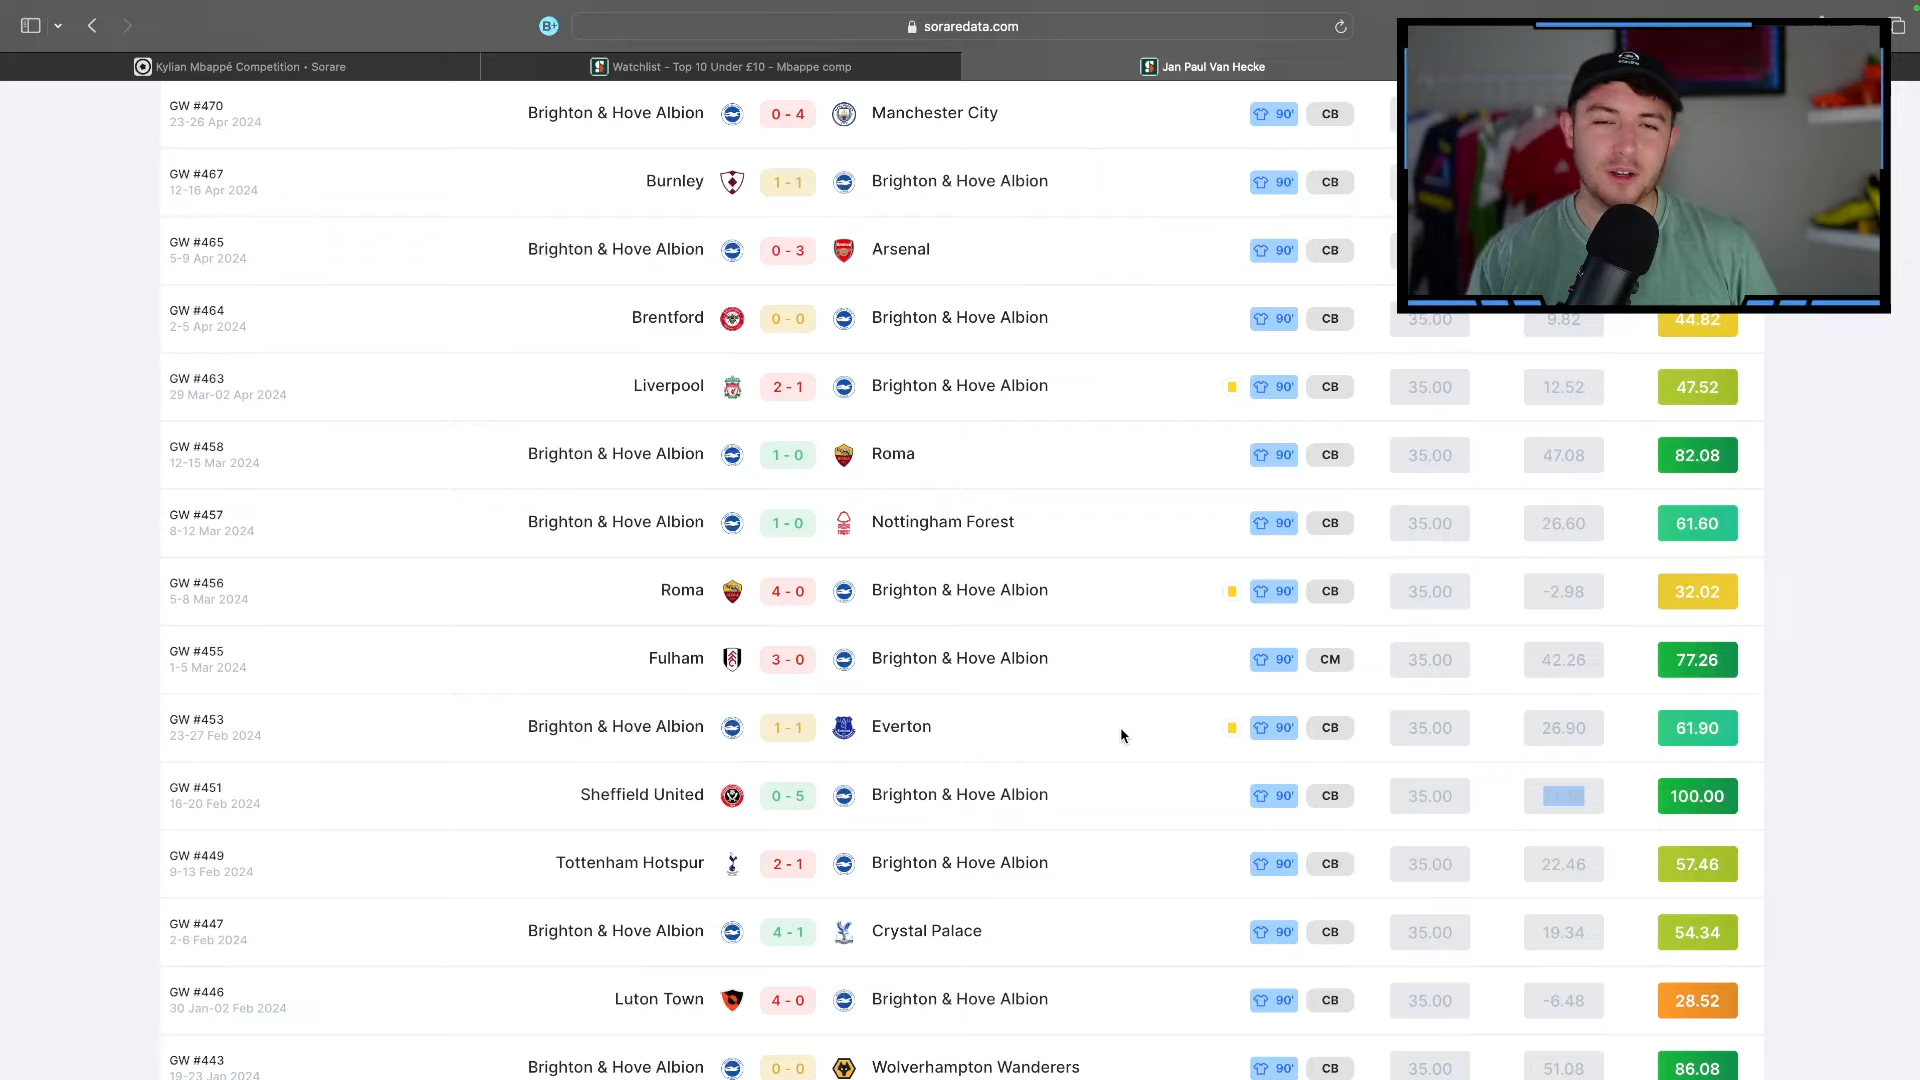 soraredata.com
Kylian Mbappé Competition • Sorare
Watchlist - Top 10 Under £10 - Mbappe comp
Jan Paul Van Hecke
GW #470
23-26 Apr 2024
Brighton & Hove Albion 0 - 4 Manchester City 90' CB
GW #467
12-16 Apr 2024
Burnley 1 - 1 Brighton & Hove Albion 90' CB
GW #465
5-9 Apr 2024
Brighton & Hove Albion 0 - 3 Arsenal 90' CB
GW #464
2-5 Apr 2024
Brentford 0 - 0 Brighton & Hove Albion 90' CB 35.00 9.82 44.82
GW #463
29 Mar-02 Apr 2024
Liverpool 2 - 1 Brighton & Hove Albion 90' CB 35.00 12.52 47.52
GW #458
12-15 Mar 2024
Brighton & Hove Albion 1 - 0 Roma 90' CB 35.00 47.08 82.08
GW #457
8-12 Mar 2024
Brighton & Hove Albion 1 - 0 Nottingham Forest 90' CB 35.00 26.60 61.60
GW #456
5-8 Mar 2024
Roma 4 - 0 Brighton & Hove Albion 90' CB 35.00 -2.98 32.02
GW #455
1-5 Mar 2024
Fulham 3 - 0 Brighton & Hove Albion 90' CM 35.00 42.26 77.26
GW #453
23-27 Feb 2024
Brighton & Hove Albion 1 - 1 Everton 90' CB 35.00 26.90 61.90
GW #451
16-20 Feb 2024
Sheffield United 0 - 5 Brighton & Hove Albion 90' CB 35.00 100.00
GW #449
9-13 Feb 2024
Tottenham Hotspur 2 - 1 Brighton & Hove Albion 90' CB 35.00 22.46 57.46
GW #447
2-6 Feb 2024
Brighton & Hove Albion 4 - 1 Crystal Palace 90' CB 35.00 19.34 54.34
GW #446
30 Jan-02 Feb 2024
Luton Town 4 - 0 Brighton & Hove Albion 90' CB 35.00 -6.48 28.52
GW #443
19-23 Jan 2024
Brighton & Hove Albion 0 - 0 Wolverhampton Wanderers 90' CB 35.00 51.08 86.08